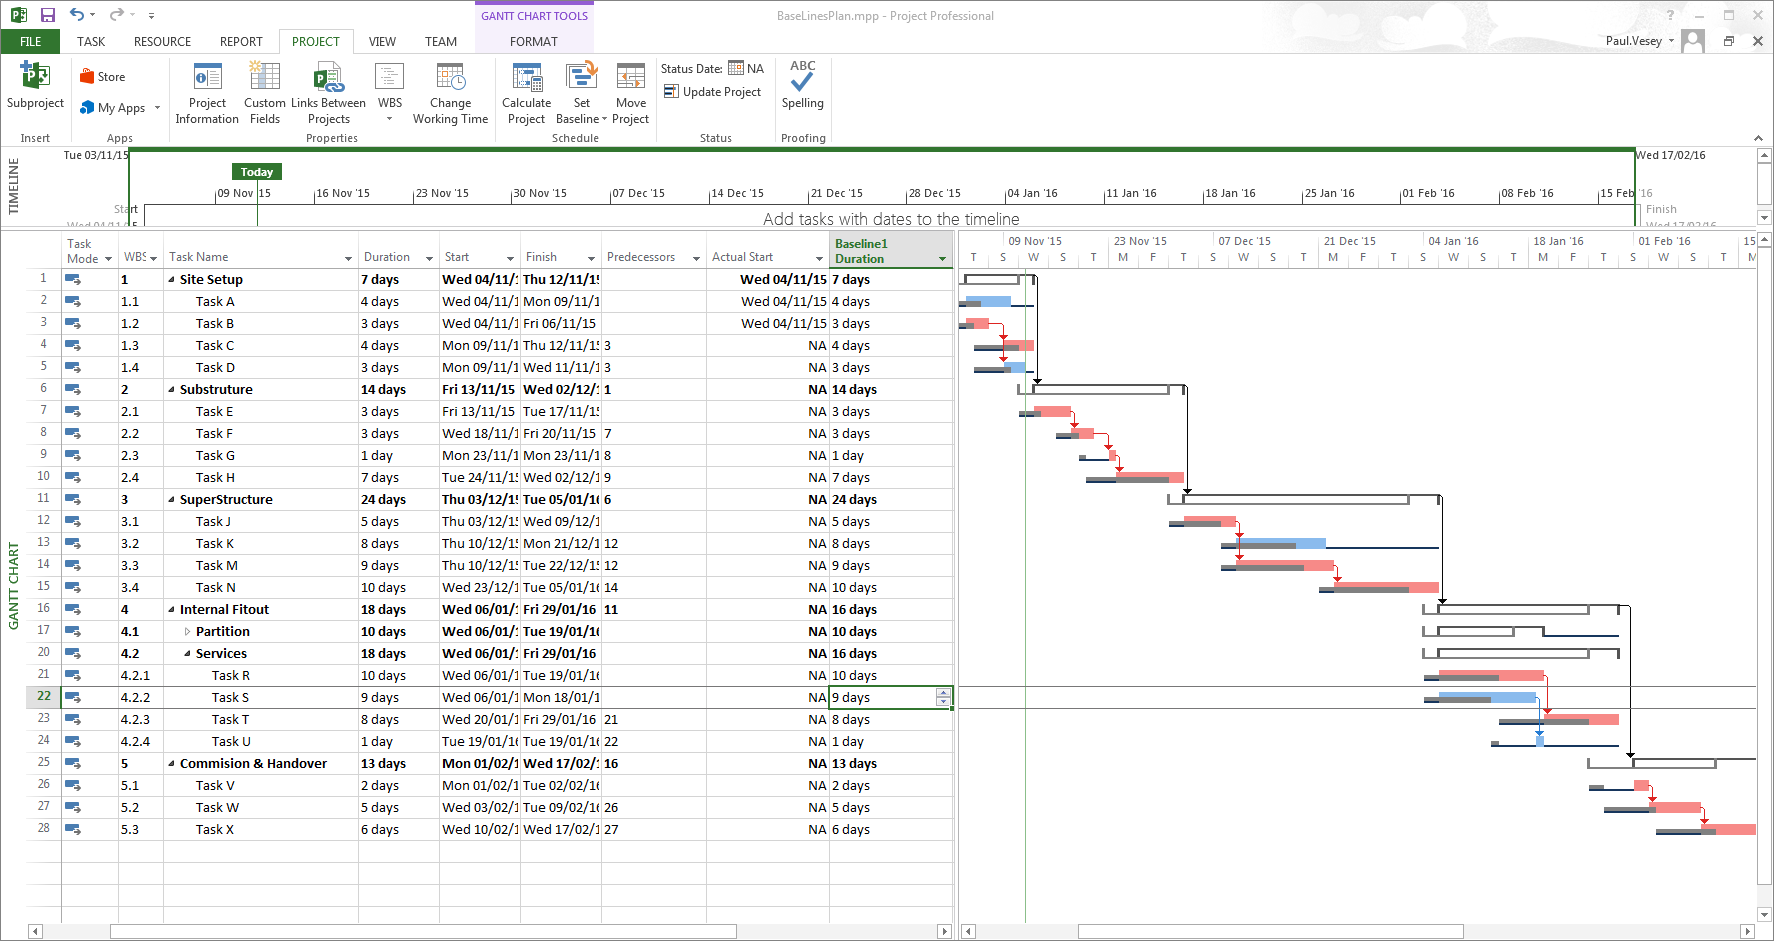 GANTT CHART TOOLS
BaseLinesPlan.mpp - Project Professional
FILE TASK RESOURCE REPORT PROJECT VIEW TEAM FORMAT
Paul.Vesey
Subproject
Store
My Apps
Project Information
Custom Fields
Links Between Projects
WBS
Change Working Time
Calculate Project
Set Baseline
Move Project
Status Date: NA
Update Project
ABC
Spelling
Insert Apps Properties Schedule Status Proofing
TIMELINE
Tue 03/11/15
Wed 17/02/16
Today
09 Nov '15 16 Nov '15 23 Nov '15 30 Nov '15 07 Dec '15 14 Dec '15 21 Dec '15 28 Dec '15 04 Jan '16 11 Jan '16 18 Jan '16 25 Jan '16 01 Feb '16 08 Feb '16 15 Feb '16
Start
Add tasks with dates to the timeline
Finish
Wed 17/02/16
GANTT CHART
Task Mode WBS Task Name Duration Start Finish Predecessors Actual Start Baseline1 Duration
09 Nov '15 23 Nov '15 07 Dec '15 21 Dec '15 04 Jan '16 18 Jan '16 01 Feb '16 15
T S W S T M F T S W S T M F T S W S T M F T S W S T M
1 1 Site Setup 7 days Wed 04/11/1 Thu 12/11/15 Wed 04/11/15 7 days
2 1.1 Task A 4 days Wed 04/11/1 Mon 09/11/1 Wed 04/11/15 4 days
3 1.2 Task B 3 days Wed 04/11/1 Fri 06/11/15 Wed 04/11/15 3 days
4 1.3 Task C 4 days Mon 09/11/1 Thu 12/11/15 3 NA 4 days
5 1.4 Task D 3 days Mon 09/11/1 Wed 11/11/15 3 NA 3 days
6 2 Substruture 14 days Fri 13/11/15 Wed 02/12/1 1 NA 14 days
7 2.1 Task E 3 days Fri 13/11/15 Tue 17/11/15 NA 3 days
8 2.2 Task F 3 days Wed 18/11/1 Fri 20/11/15 7 NA 3 days
9 2.3 Task G 1 day Mon 23/11/1 Mon 23/11/1 8 NA 1 day
10 2.4 Task H 7 days Tue 24/11/15 Wed 02/12/1 9 NA 7 days
11 3 SuperStructure 24 days Thu 03/12/15 Tue 05/01/16 6 NA 24 days
12 3.1 Task J 5 days Thu 03/12/15 Wed 09/12/1 NA 5 days
13 3.2 Task K 8 days Thu 10/12/15 Mon 21/12/1 12 NA 8 days
14 3.3 Task M 9 days Thu 10/12/15 Tue 22/12/15 12 NA 9 days
15 3.4 Task N 10 days Wed 23/12/1 Tue 05/01/16 14 NA 10 days
16 4 Internal Fitout 18 days Wed 06/01/1 Fri 29/01/16 11 NA 16 days
17 4.1 Partition 10 days Wed 06/01/1 Tue 19/01/16 NA 10 days
20 4.2 Services 18 days Wed 06/01/1 Fri 29/01/16 NA 16 days
21 4.2.1 Task R 10 days Wed 06/01/1 Tue 19/01/16 NA 10 days
22 4.2.2 Task S 9 days Wed 06/01/1 Mon 18/01/1 NA 9 days
23 4.2.3 Task T 8 days Wed 20/01/1 Fri 29/01/16 21 NA 8 days
24 4.2.4 Task U 1 day Tue 19/01/16 Tue 19/01/16 22 NA 1 day
25 5 Commision & Handover 13 days Mon 01/02/1 Wed 17/02/1 16 NA 13 days
26 5.1 Task V 2 days Mon 01/02/1 Tue 02/02/16 NA 2 days
27 5.2 Task W 5 days Wed 03/02/1 Tue 09/02/16 26 NA 5 days
28 5.3 Task X 6 days Wed 10/02/1 Wed 17/02/1 27 NA 6 days